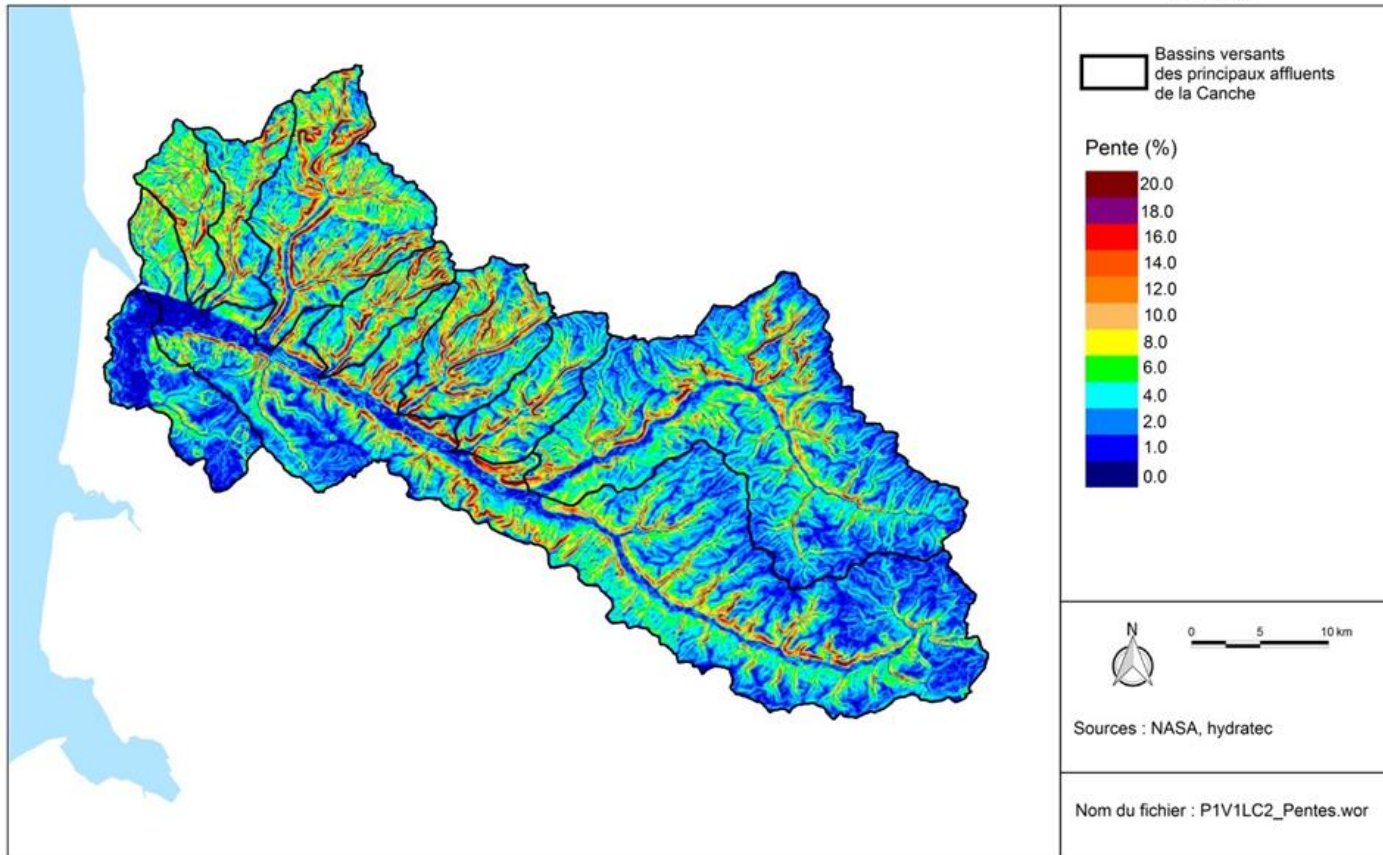 Bassins versants
des principaux affluents
de la Canche
Pente (%)
20.0
18.0
16.0
14.0
12.0
10.0
8.0
6.0
4.0
2.0
1.0
0.0
N
0 5 10 km
Sources : NASA, hydratec
Nom du fichier : P1V1LC2_Pentes.wor